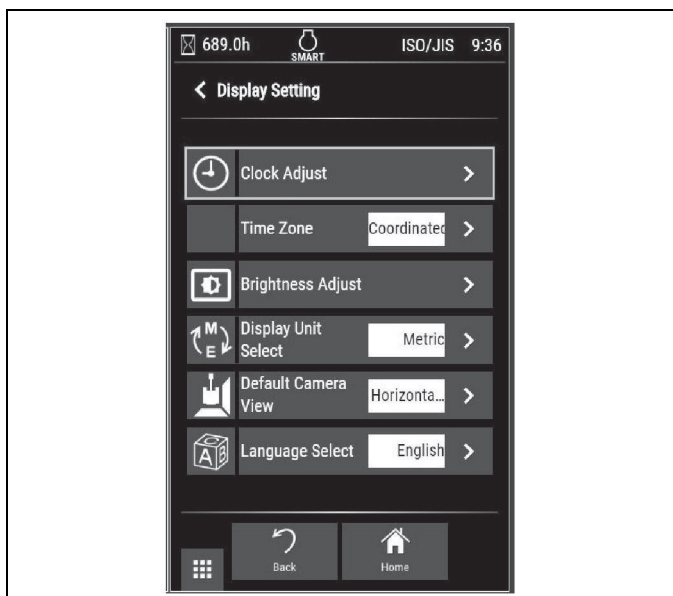 689.0h SMART ISO/JIS 9:36
Display Setting
Clock Adjust
Time Zone Coordinated
Brightness Adjust
M
E
Display Unit
Select
Metric
Default Camera
View
Horizonta...
A B
Language Select English
Back Home